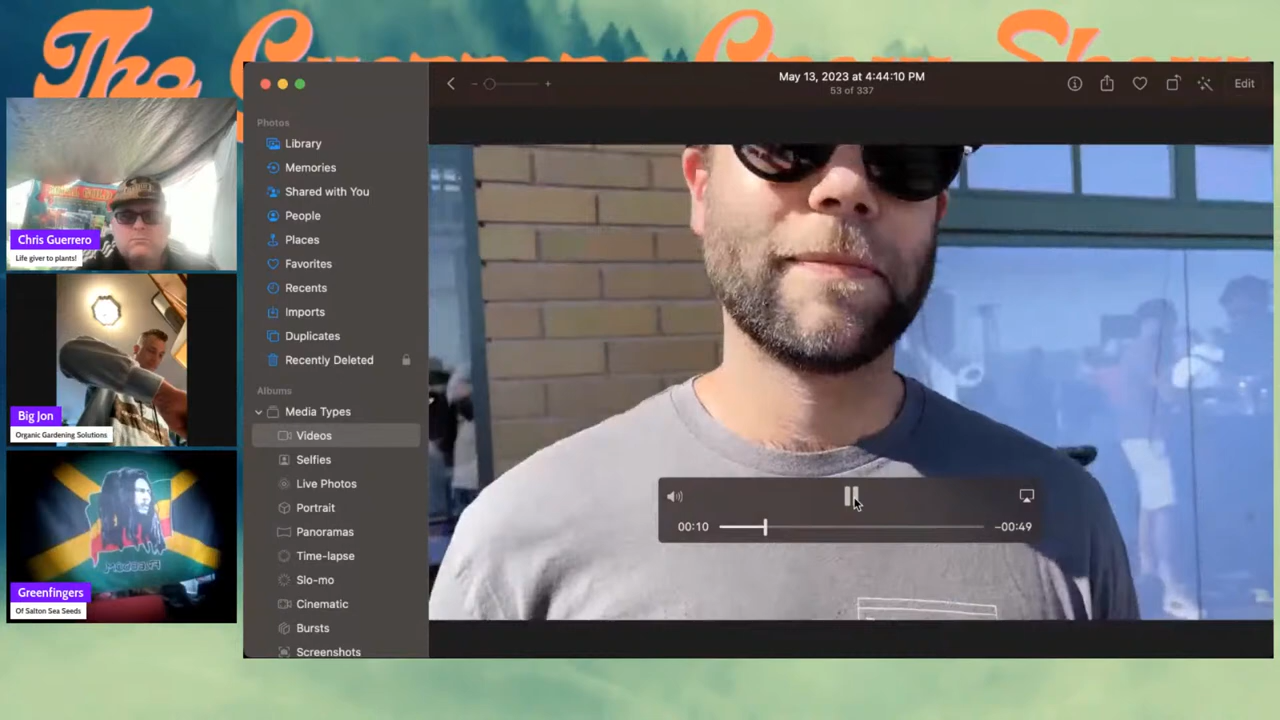 The Guerrero Grow Show
May 13, 2023 at 4:44:10 PM
53 of 337
Edit
Photos
Library
Memories
Shared with You
People
Places
Favorites
Recents
Imports
Duplicates
Recently Deleted
Albums
Media Types
Videos
Selfies
Live Photos
Portrait
Panoramas
Time-lapse
Slo-mo
Cinematic
Bursts
Screenshots
Chris Guerrero
Life giver to plants!
Big Jon
Organic Gardening Solutions
Greenfingers
Of Salton Sea Seeds
00:10
-00:49